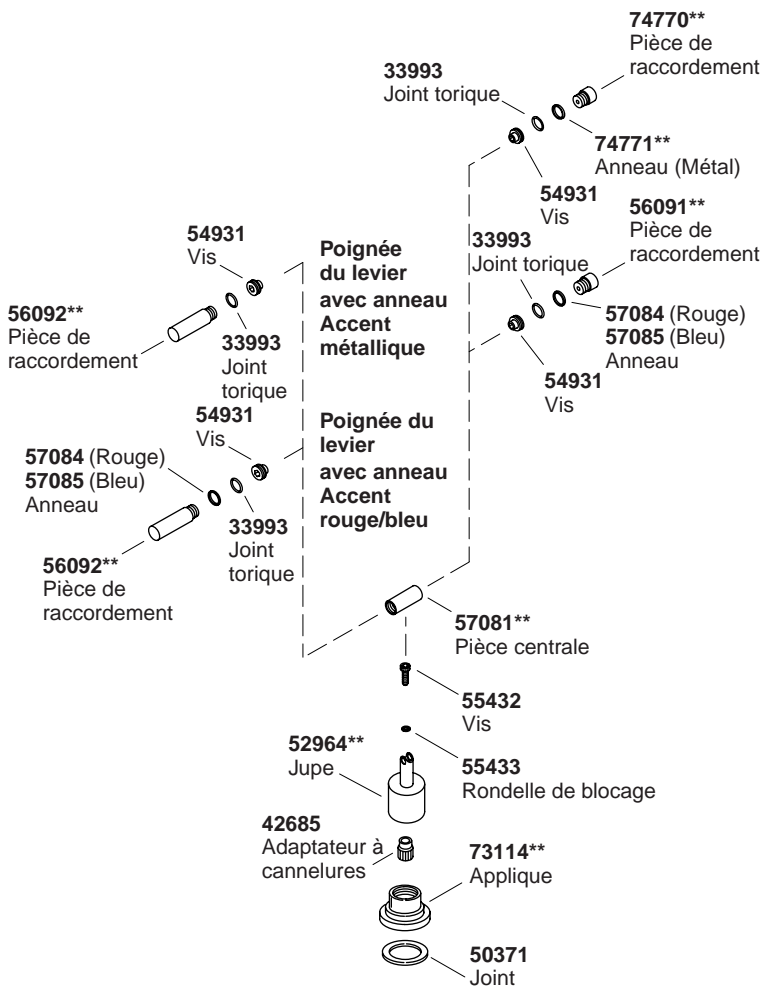 74770**
Pièce de
raccordement
33993
Joint torique
74771**
Anneau (Métal)
54931
Vis
56091**
Pièce de
raccordement
33993
Joint torique
57084 (Rouge)
57085 (Bleu)
Anneau
54931
Vis
54931
Vis
Poignée
du levier
avec anneau
Accent
métallique
56092**
Pièce de
raccordement
33993
Joint
torique
54931
Vis
Poignée du
levier
avec anneau
Accent
rouge/bleu
57084 (Rouge)
57085 (Bleu)
Anneau
33993
Joint
torique
56092**
Pièce de
raccordement
57081**
Pièce centrale
55432
Vis
52964**
Jupe
55433
Rondelle de blocage
42685
Adaptateur à
cannelures
73114**
Applique
50371
Joint